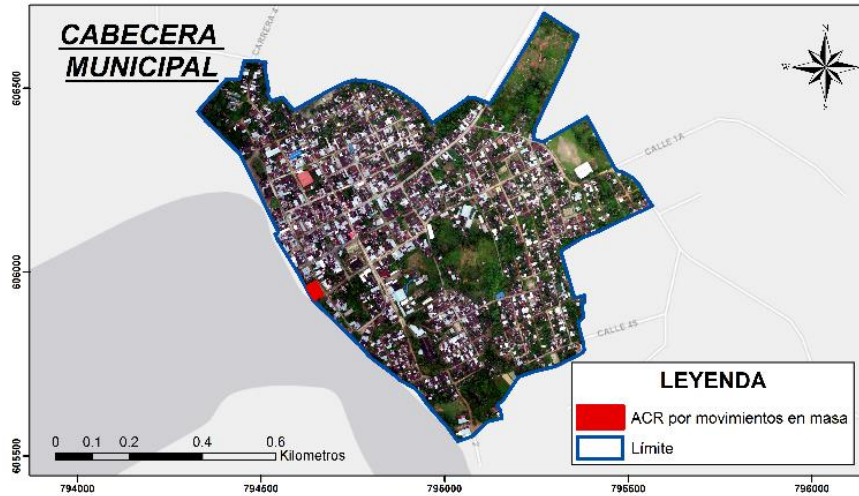 CABECERA
MUNICIPAL
CARRERA 4
N
W
E
S
606500
CALLE 1A
606000
CALLE 4S
LEYENDA
ACR por movimientos en masa
Límite
0 0.1 0.2 0.4 0.6
Kilometros
605500
794000 794500 795000 795500 796000